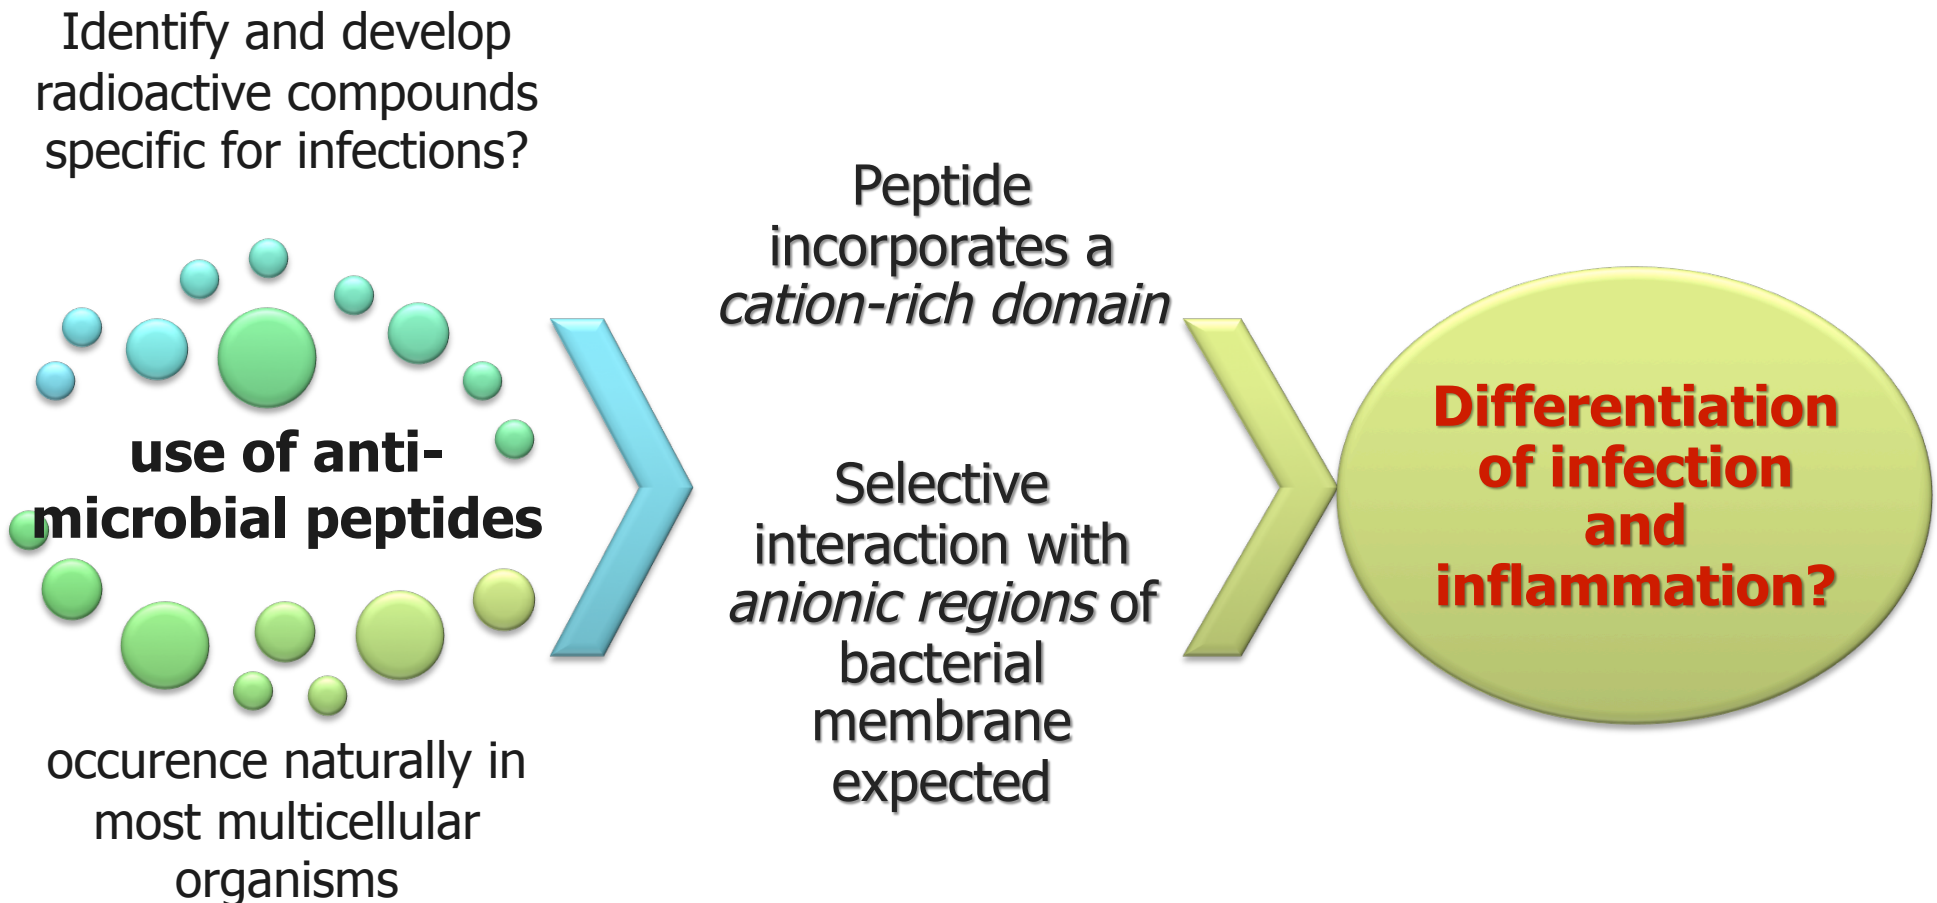 Identify and develop
radioactive compounds
specific for infections?
use of anti-
microbial peptides
occurence naturally in
most multicellular
organisms
Peptide
incorporates a
cation-rich domain
Selective
interaction with
anionic regions of
bacterial
membrane
expected
Differentiation
of infection
and
inflammation?